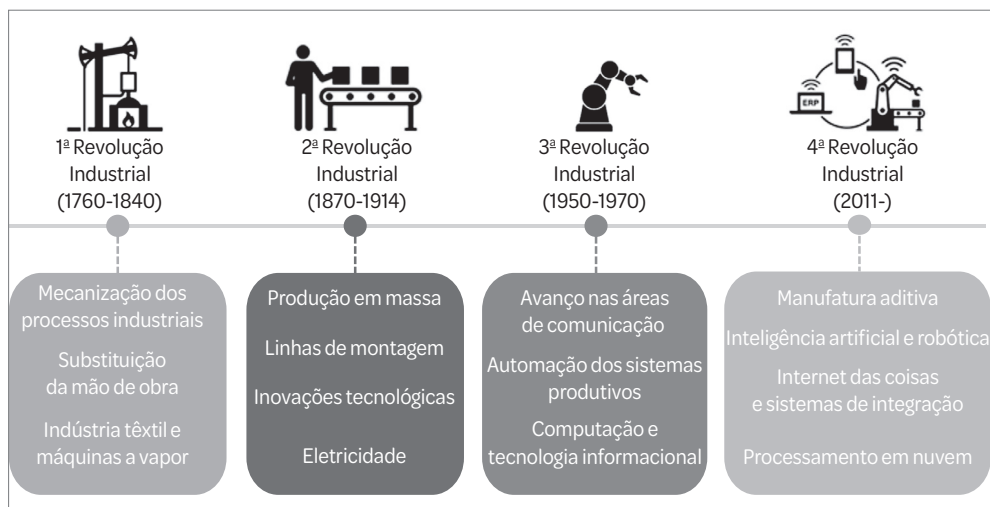 ERP
1ª Revolução
Industrial
(1760-1840)
2ª Revolução
Industrial
(1870-1914)
3ª Revolução
Industrial
(1950-1970)
4ª Revolução
Industrial
(2011-)
Mecanização dos
processos industriais
Substituição
da mão de obra
Indústria têxtil e
máquinas a vapor
Produção em massa
Linhas de montagem
Inovações tecnológicas
Eletricidade
Avanço nas áreas
de comunicação
Automação dos sistemas
produtivos
Computação e
tecnologia informacional
Manufatura aditiva
Inteligência artificial e robótica
Internet das coisas
e sistemas de integração
Processamento em nuvem